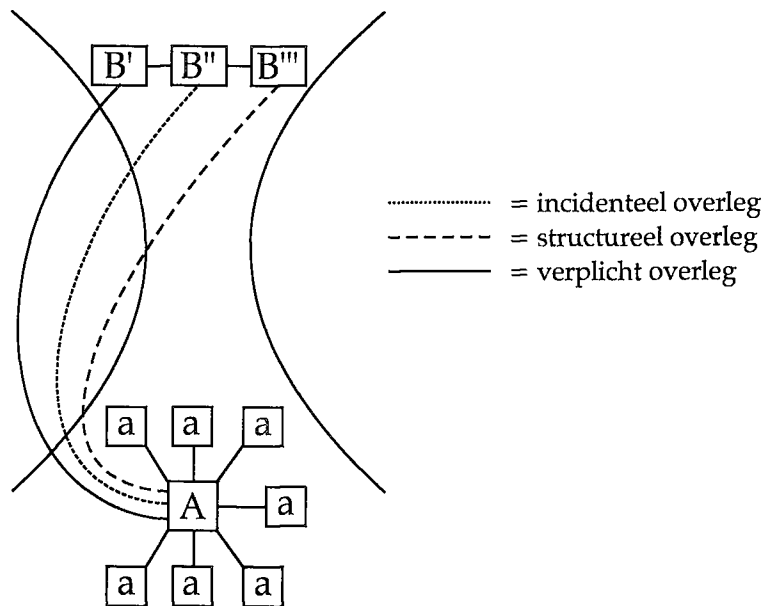 B' B'' B'''
= incidenteel overleg
= structureel overleg
= verplicht overleg
a a a
A a
a a a